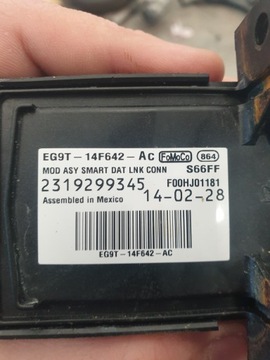 EG9T-14F642-AC FoMoCo 864
MOD ASY SMART DAT LNK CONN S66FF
2319299345 F00HJ01181
Assembled in Mexico 14-02-28
EG9T-14F642-AC